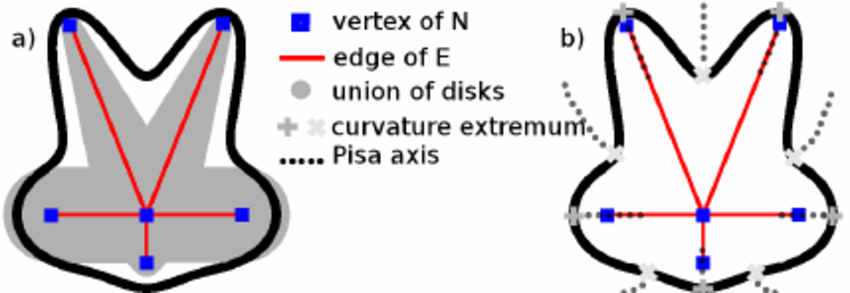 a)
vertex of N
edge of E
union of disks
curvature extremum
Pisa axis
b)